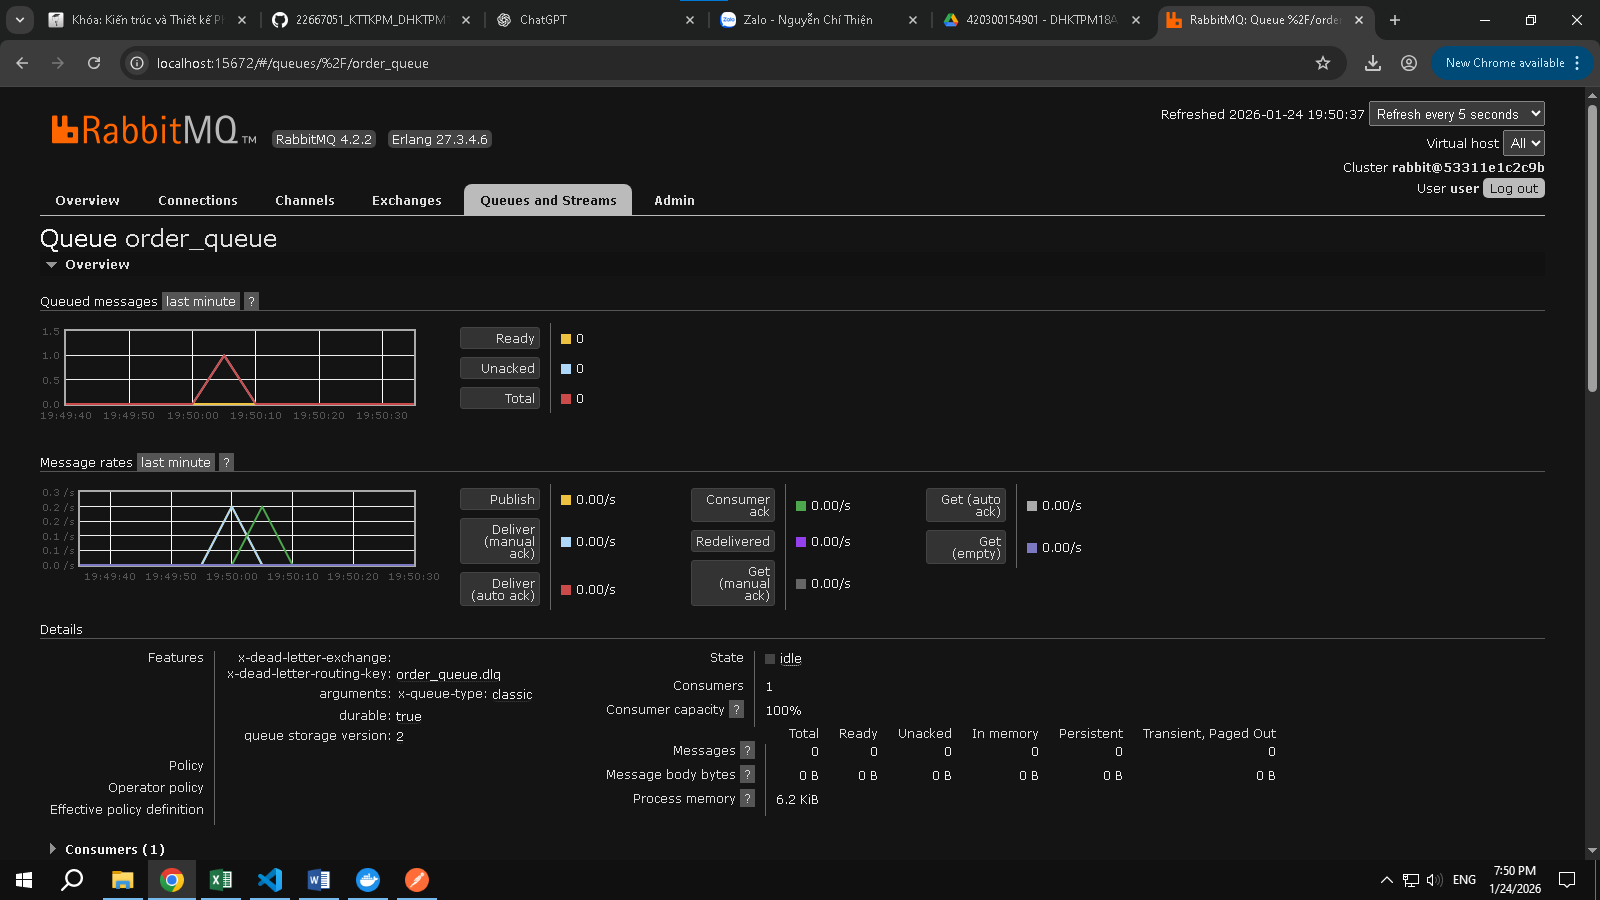 Khóa: Kiến trúc và Thiết kế P
22667051_KTTKPM_DHKTPM
ChatGPT
Zalo - Nguyễn Chí Thiện
420300154901 - DHKTPM18A
RabbitMQ: Queue %2F/orde
localhost:15672/#/queues/%2F/order_queue
New Chrome available
Refreshed 2026-01-24 19:50:37 Refresh every 5 seconds
RabbitMQ TM RabbitMQ 4.2.2 Erlang 27.3.4.6
Virtual host All
Cluster rabbit@53311e1c2c9b
User user Log out
Overview Connections Channels Exchanges Queues and Streams Admin
Queue order_queue
Overview
Queued messages last minute ?
1.5
1.0
0.5
0.0
19:49:40 19:49:50 19:50:00 19:50:10 19:50:20 19:50:30
Ready 0
Unacked 0
Total 0
Message rates last minute ?
0.3 /s
0.2 /s
0.2 /s
0.1 /s
0.1 /s
0.0 /s
19:49:40 19:49:50 19:50:00 19:50:10 19:50:20 19:50:30
Publish 0.00/s
Deliver (manual ack) 0.00/s
Deliver (auto ack) 0.00/s
Consumer ack 0.00/s
Redelivered 0.00/s
Get (manual ack) 0.00/s
Get (auto ack) 0.00/s
Get (empty) 0.00/s
Details
Features x-dead-letter-exchange:
x-dead-letter-routing-key: order_queue.dlq
arguments: x-queue-type: classic
durable: true
queue storage version: 2
Policy
Operator policy
Effective policy definition
State idle
Consumers 1
Consumer capacity ? 100%
Total Ready Unacked In memory Persistent Transient, Paged Out
Messages ? 0 0 0 0 0 0
Message body bytes ? 0 B 0 B 0 B 0 B 0 B 0 B
Process memory ? 6.2 KiB
Consumers (1)
ENG
7:50 PM
1/24/2026